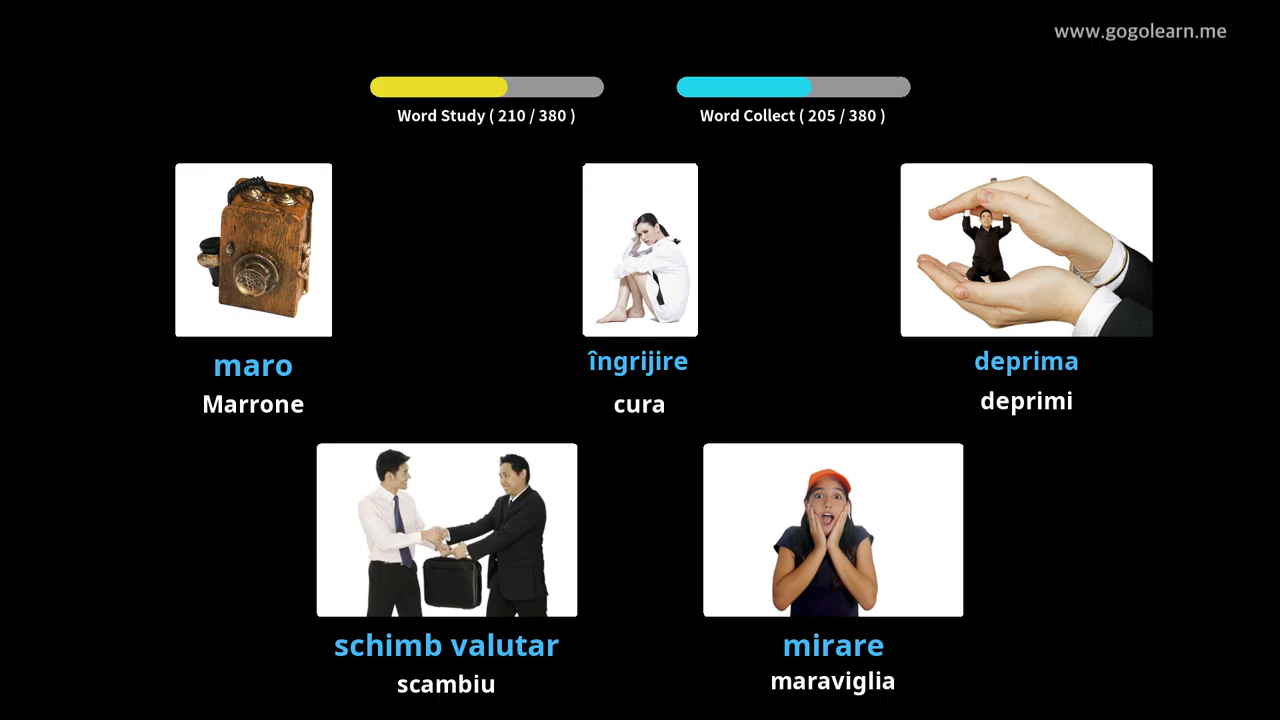 www.gogolearn.me
Word Study ( 210 / 380 )
Word Collect ( 205 / 380 )
maro
Marrone
îngrijire
cura
deprima
deprimi
schimb valutar
scambiu
mirare
maraviglia